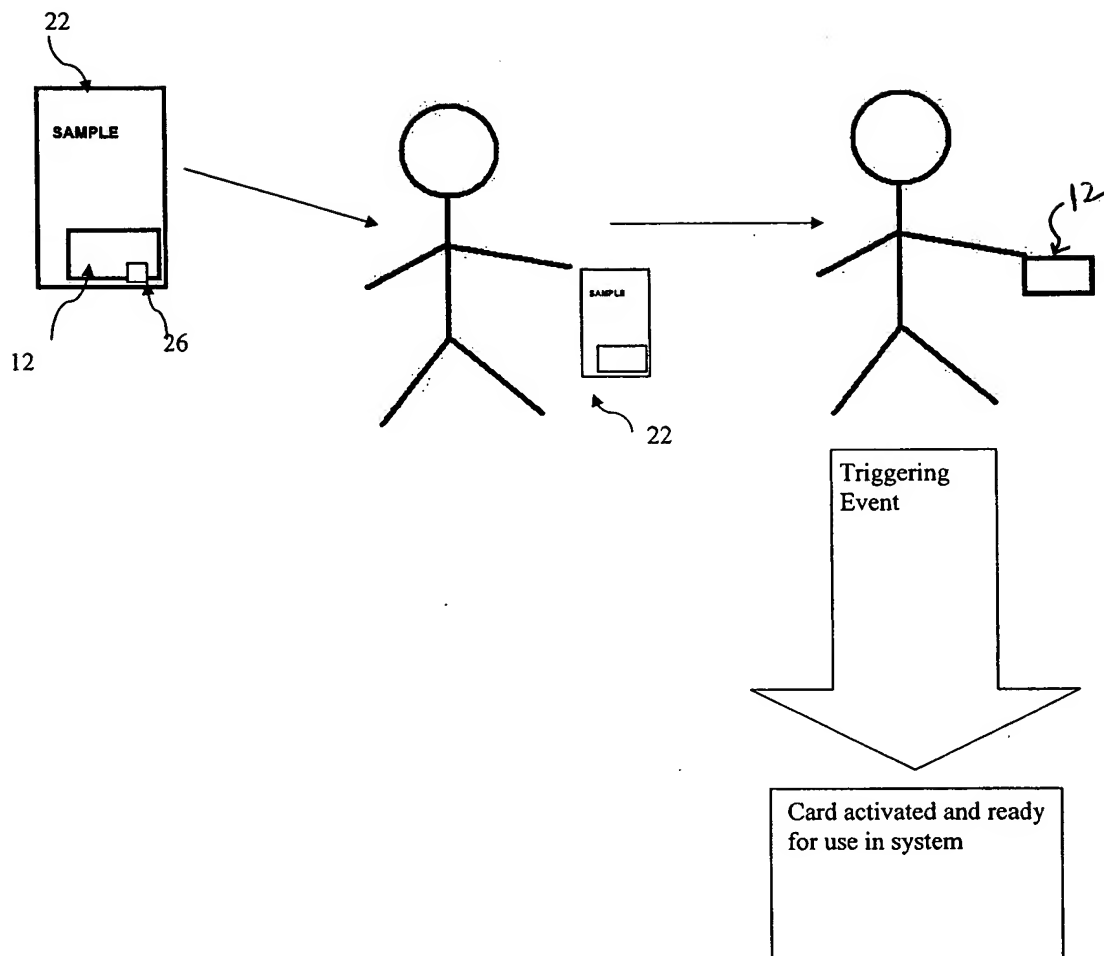 22
SAMPLE
12
26
SAMPLE
22
12
Triggering
Event
Card activated and ready
for use in system